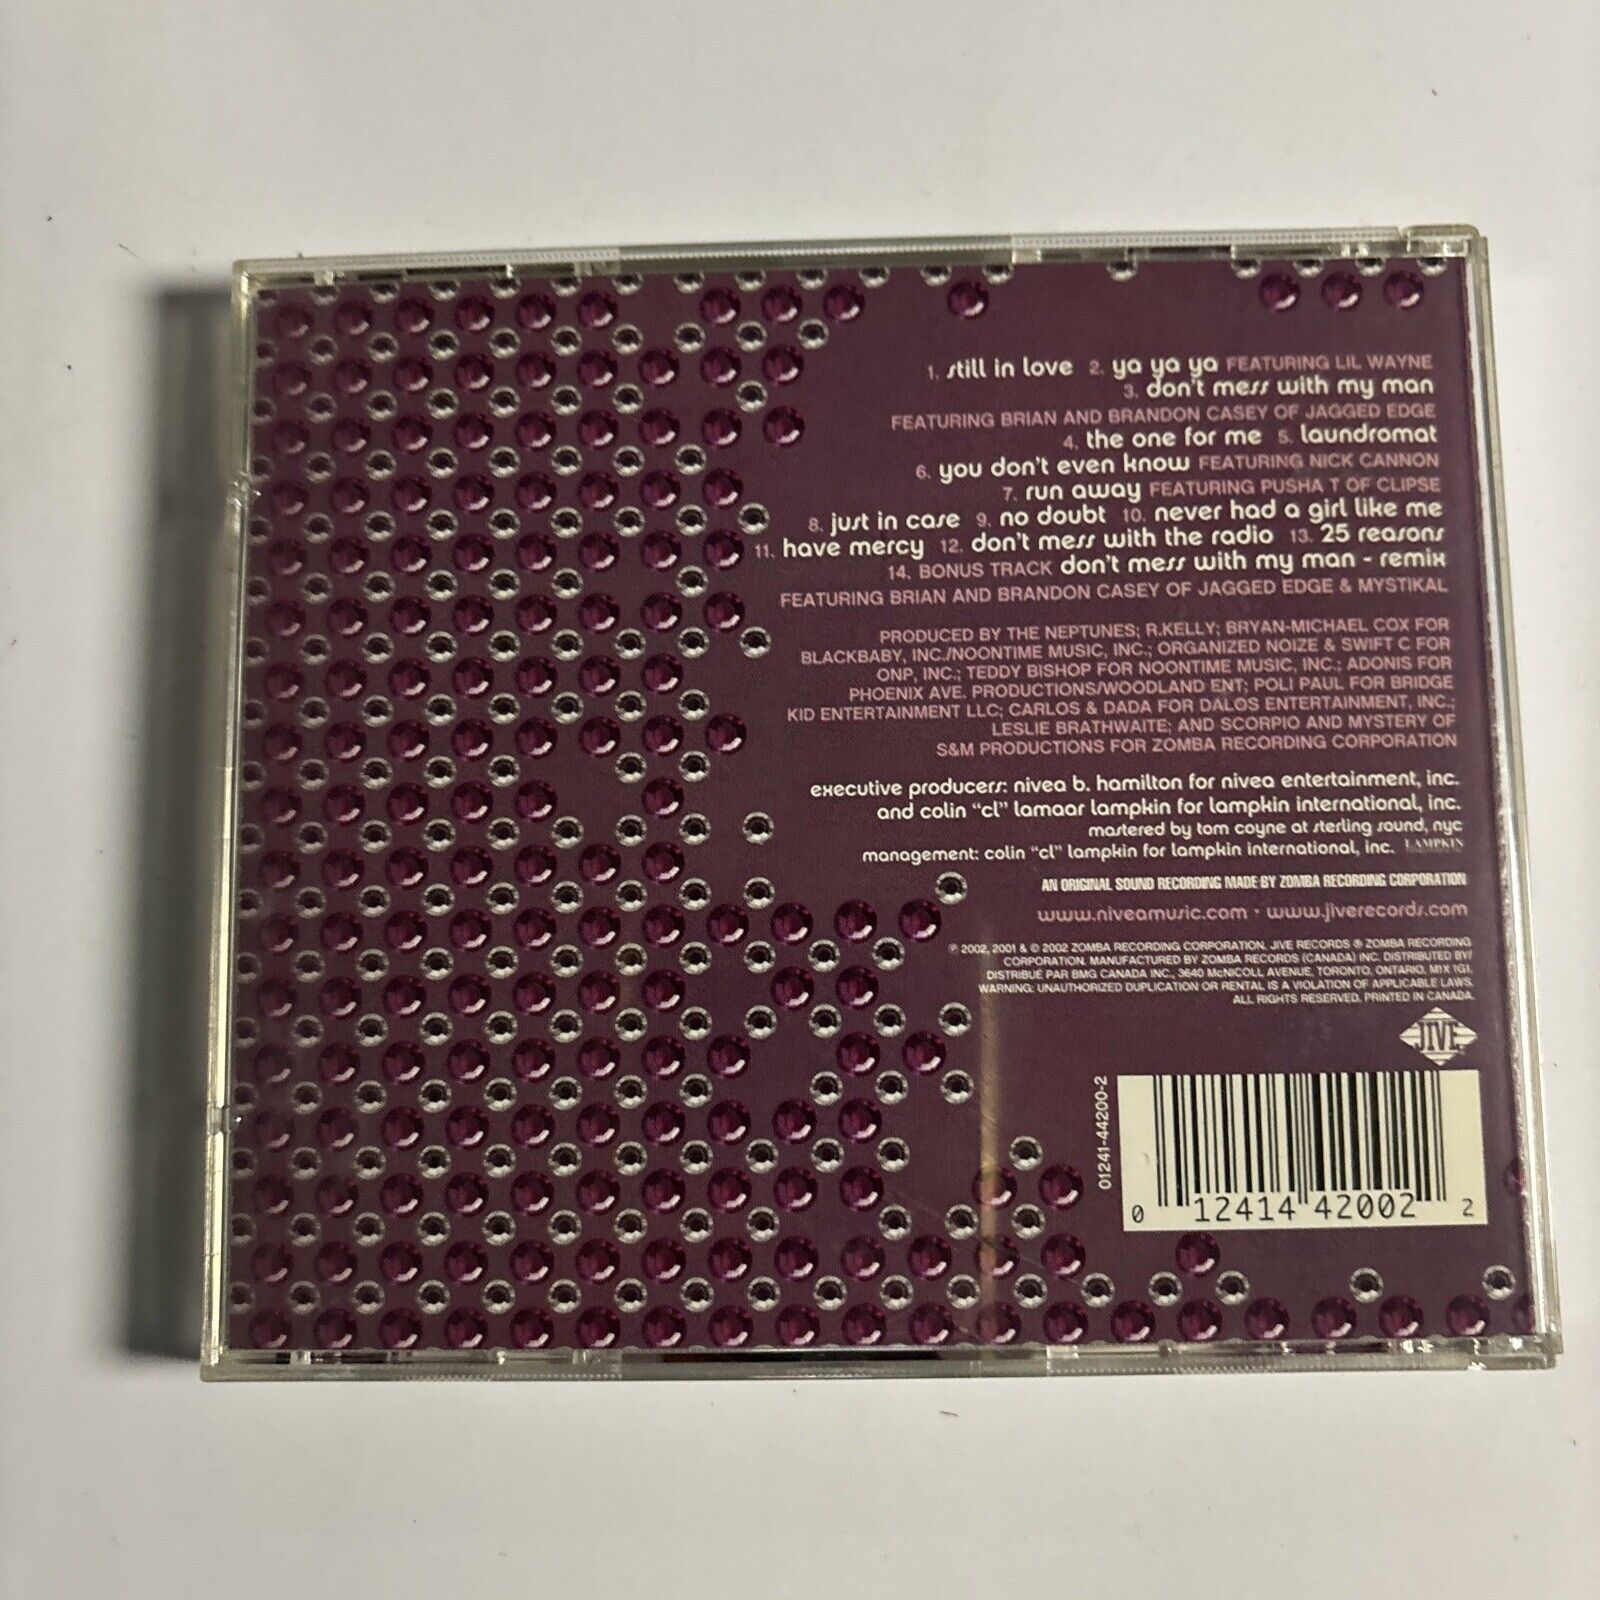 1. still in love 2. ya ya ya FEATURING LIL WAYNE
3. don't mess with my man
FEATURING BRIAN AND BRANDON CASEY OF JAGGED EDGE
4. the one for me 5. laundromat
6. you don't even know FEATURING NICK CANNON
7. run away FEATURING PUSHA T OF CLIPSE
8. just in case 9. no doubt 10. never had a girl like me
11. have mercy 12. don't mess with the radio 13. 25 reasons
14. BONUS TRACK don't mess with my man - remix
FEATURING BRIAN AND BRANDON CASEY OF JAGGED EDGE & MYSTIKAL
PRODUCED BY THE NEPTUNES; R.KELLY; BRYAN-MICHAEL COX FOR
BLACKBABY, INC./NOONTIME MUSIC, INC.; ORGANIZED NOIZE & SWIFT C FOR
ONP, INC.; TEDDY BISHOP FOR NOONTIME MUSIC, INC.; ADONIS FOR
PHOENIX AVE. PRODUCTIONS/WOODLAND ENT; POLI PAUL FOR BRIDGE
KID ENTERTAINMENT LLC; CARLOS & DADA FOR DALOS ENTERTAINMENT, INC.;
LESLIE BRATHWAITE; AND SCORPIO AND MYSTERY OF
S&M PRODUCTIONS FOR ZOMBA RECORDING CORPORATION
executive producers: nivea b. hamilton for nivea entertainment, inc.
and colin "cl" lamaar lampkin for lampkin international, inc.
mastered by tom coyne at sterling sound, nyc
management: colin "cl" lampkin for lampkin international, inc. LAMPKIN
AN ORIGINAL SOUND RECORDING MADE BY ZOMBA RECORDING CORPORATION
www.niveamusic.com • www.jiverecords.com
℗ 2002, 2001 & © 2002 ZOMBA RECORDING CORPORATION. JIVE RECORDS ® ZOMBA RECORDING
CORPORATION. MANUFACTURED BY ZOMBA RECORDS (CANADA) INC. DISTRIBUTED BY/
DISTRIBUÉ PAR BMG CANADA INC., 3640 McNICOLL AVENUE, TORONTO, ONTARIO, M1X 1G1.
WARNING: UNAUTHORIZED DUPLICATION OR RENTAL IS A VIOLATION OF APPLICABLE LAWS.
ALL RIGHTS RESERVED. PRINTED IN CANADA.
JIVE
01241-44200-2
0 12414 42002 2